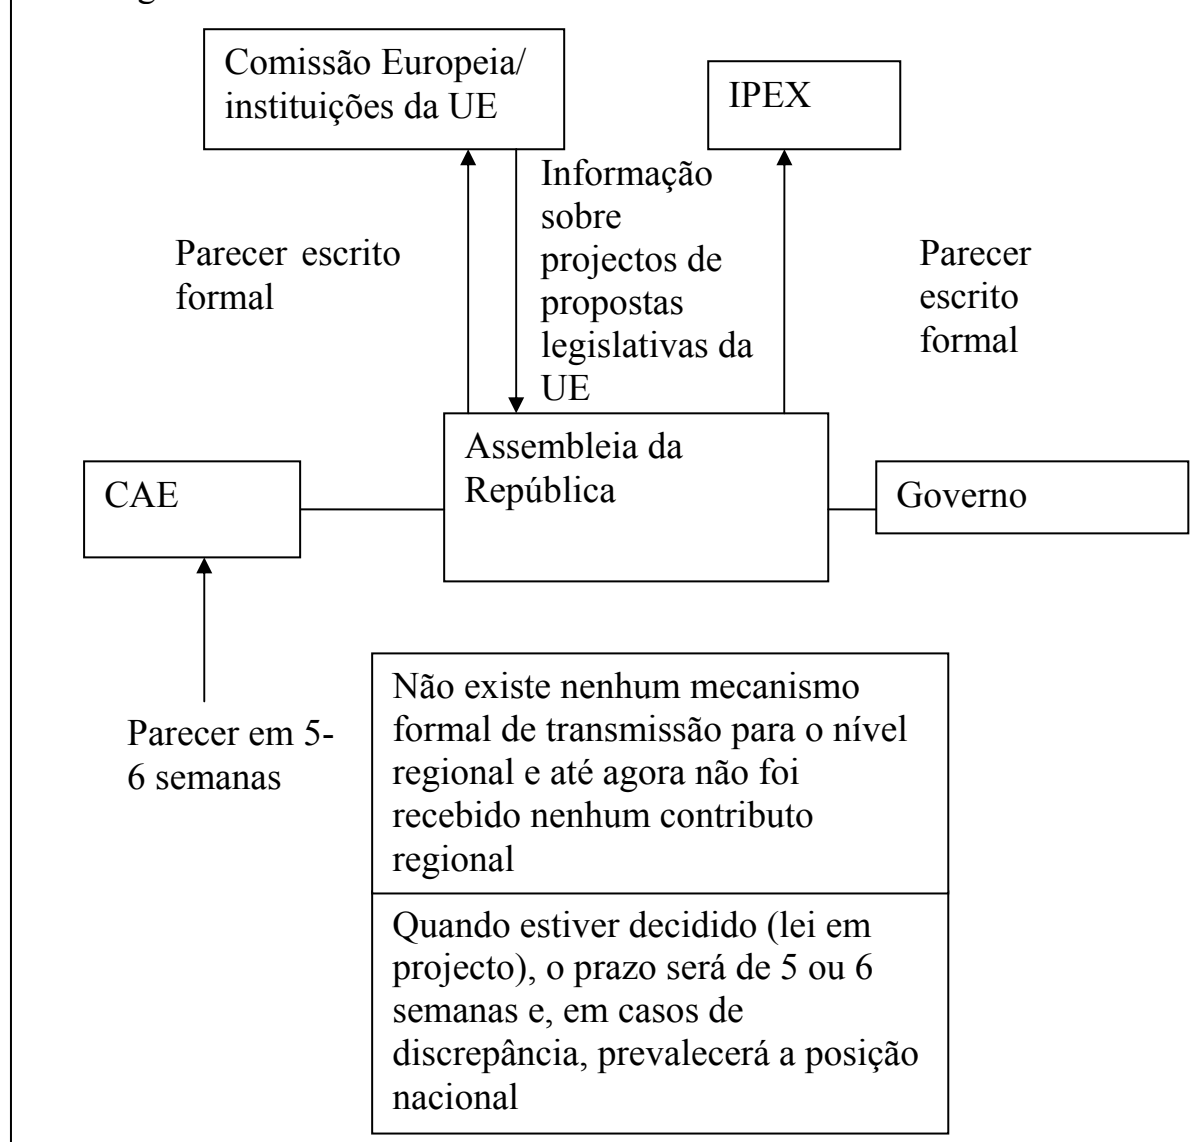 Comissão Europeia/
instituições da UE
IPEX
Informação
sobre
projectos de
propostas
legislativas da
UE
Parecer escrito
formal
Parecer
escrito
formal
Assembleia da
República
CAE
Governo
Parecer em 5-
6 semanas
Não existe nenhum mecanismo
formal de transmissão para o nível
regional e até agora não foi
recebido nenhum contributo
regional
Quando estiver decidido (lei em
projecto), o prazo será de 5 ou 6
semanas e, em casos de
discrepância, prevalecerá a posição
nacional